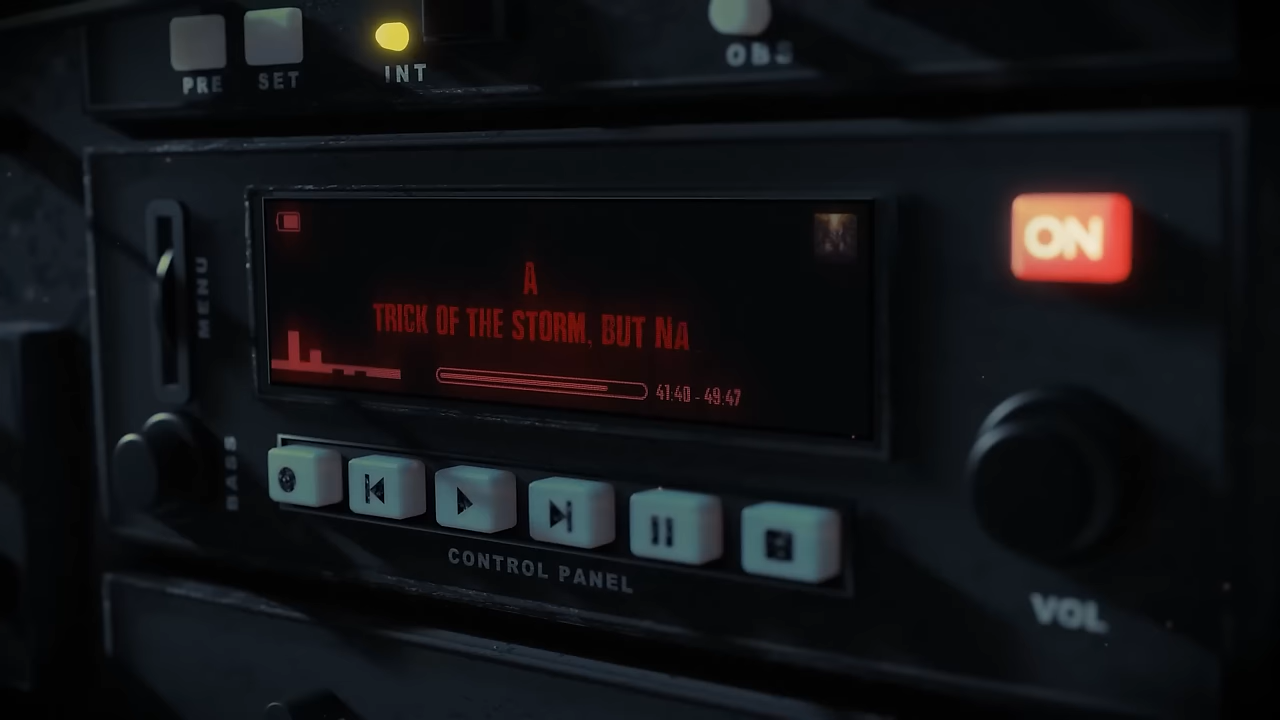 PRE
SET
INT
OBS
MENU
ON
A
TRICK OF THE STORM, BUT NA
41:40 - 49:47
BASS
CONTROL PANEL
VOL